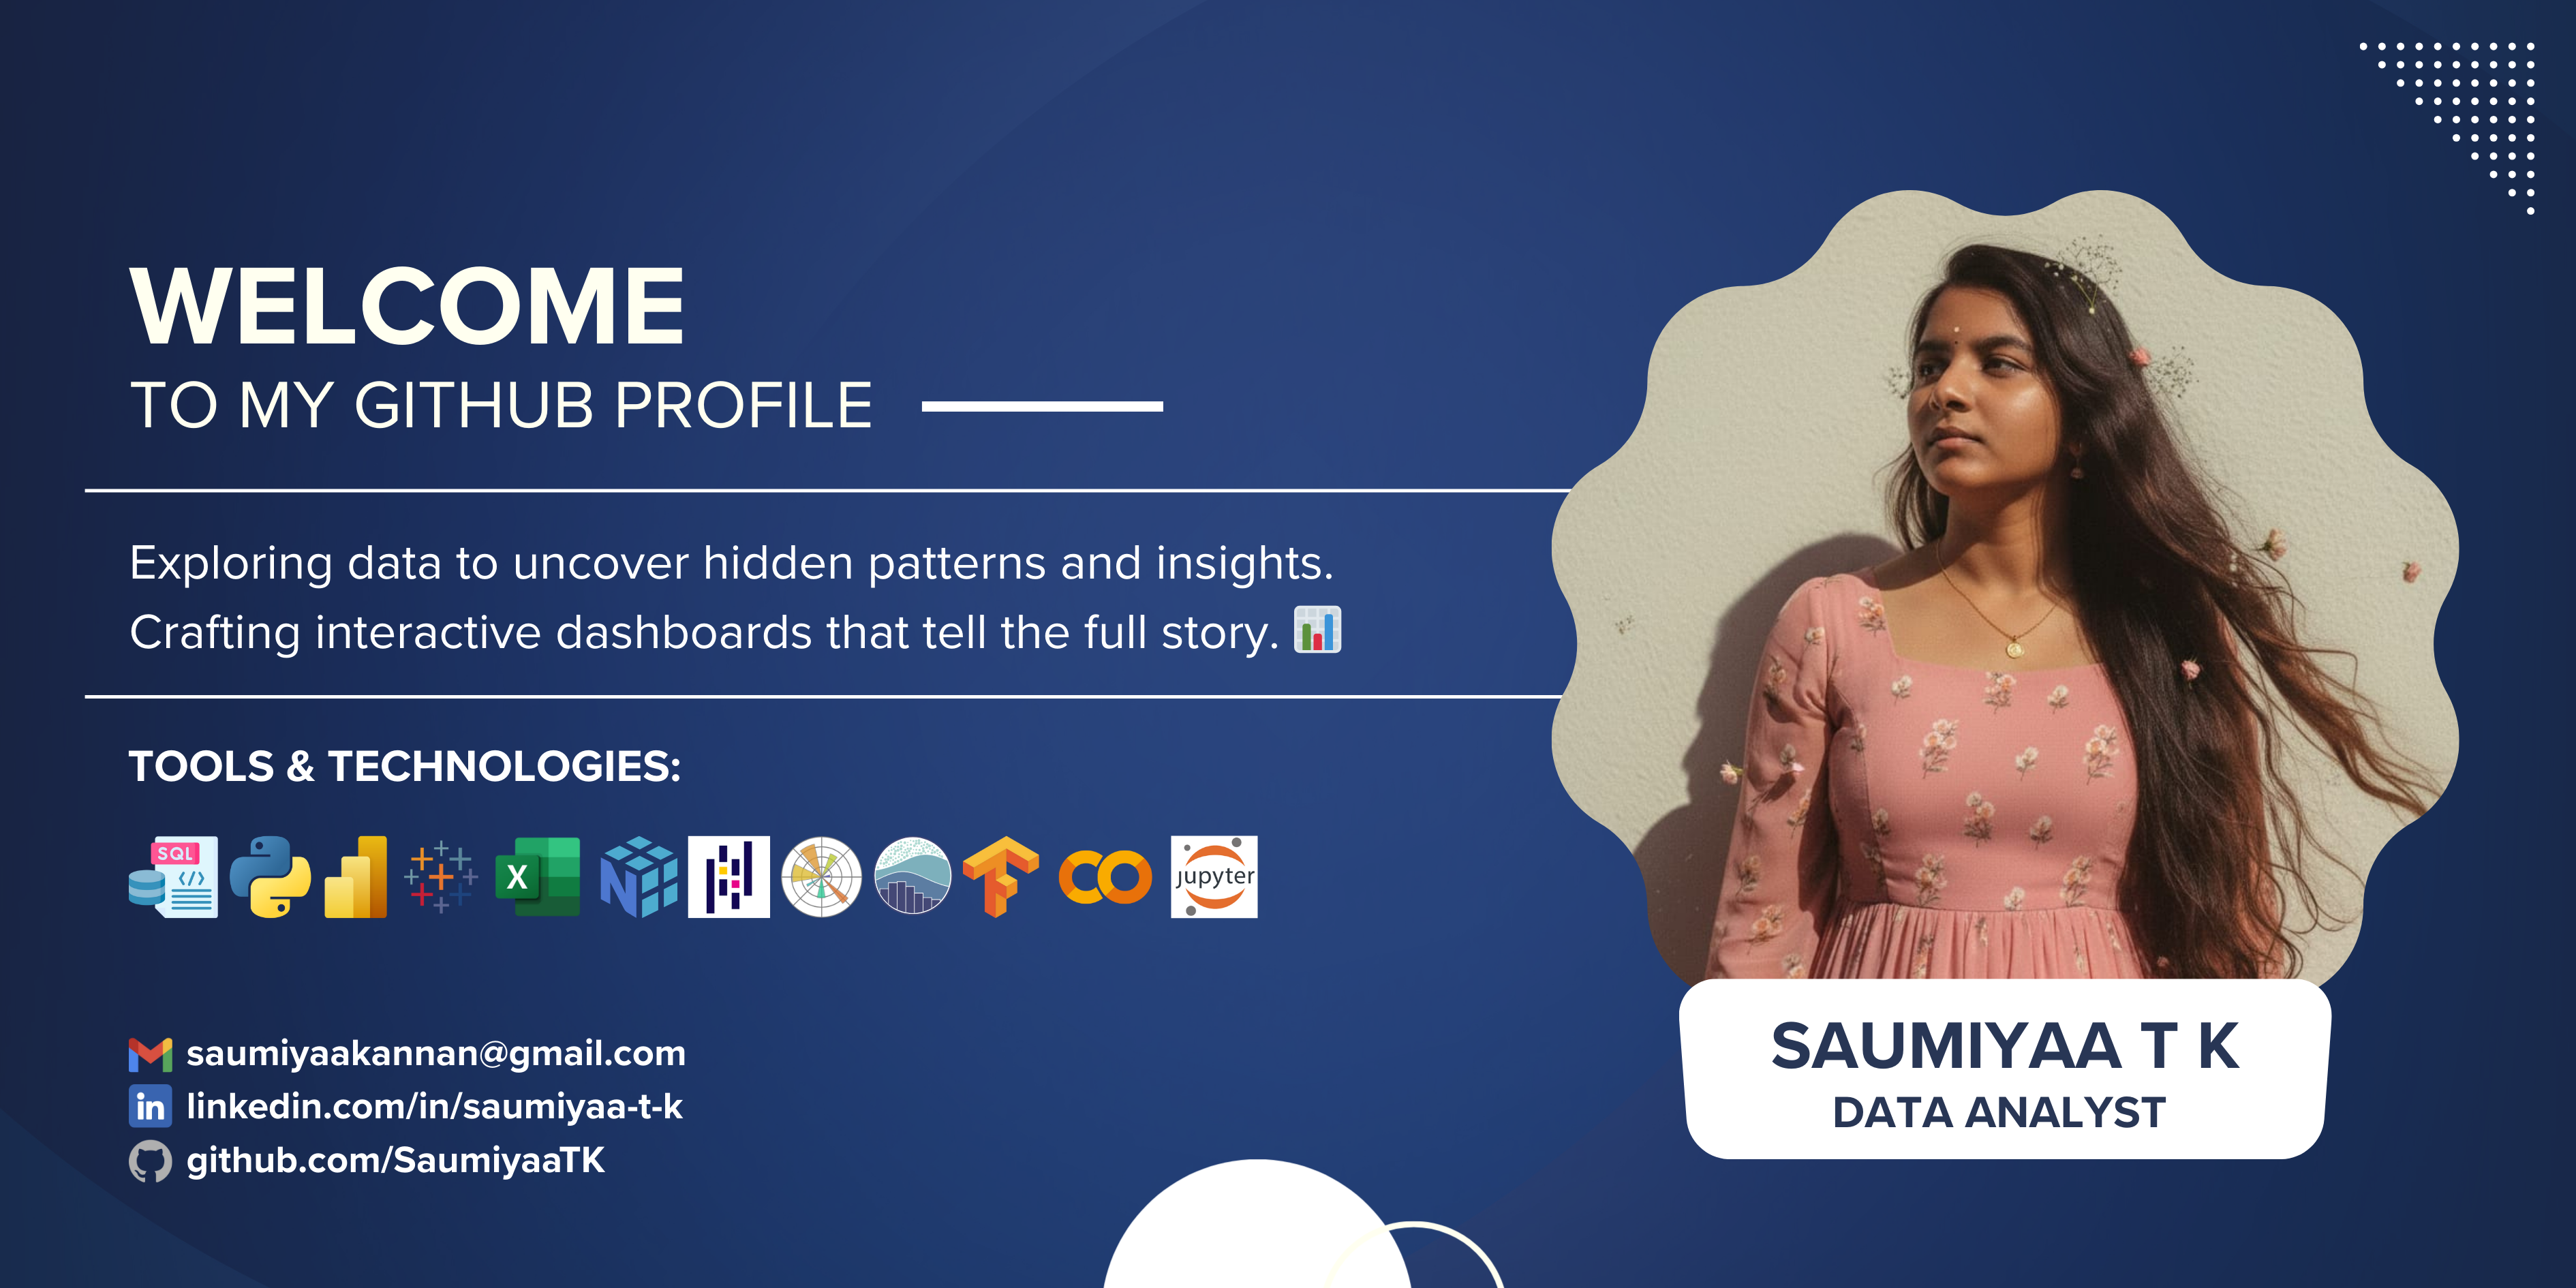 WELCOME
TO MY GITHUB PROFILE
Exploring data to uncover hidden patterns and insights.
Crafting interactive dashboards that tell the full story. 📊
TOOLS & TECHNOLOGIES:
SQL
</>
X
N
jupyter
saumiyaakannan@gmail.com
in linkedin.com/in/saumiyaa-t-k
github.com/SaumiyaaTK
SAUMIYAA T K
DATA ANALYST